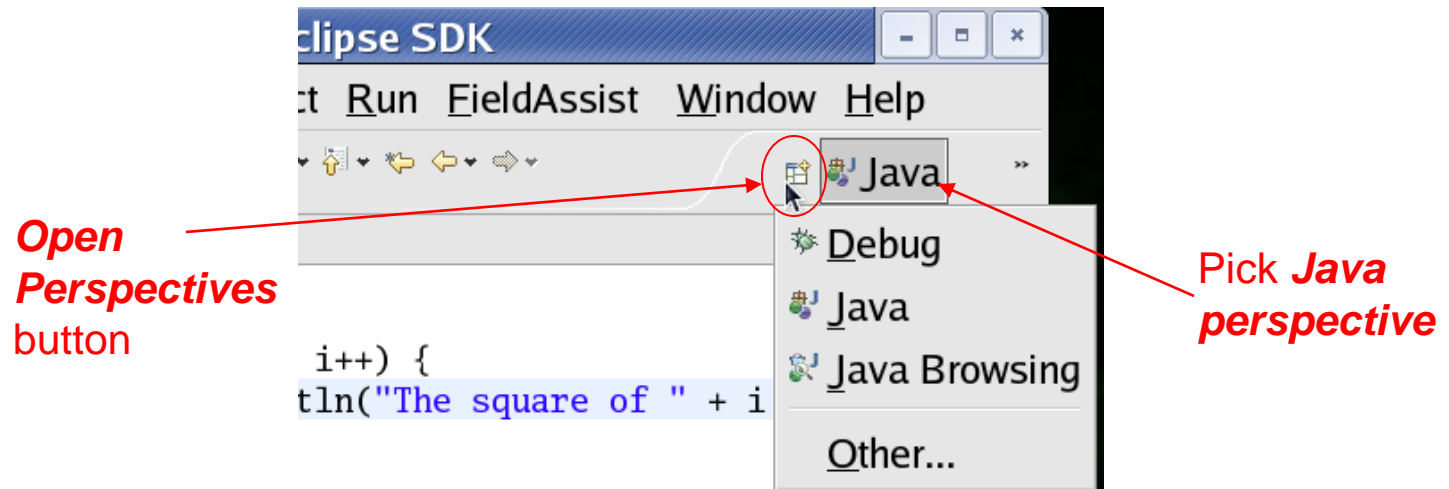 clipse SDK
ct Run FieldAssist Window Help
Java »
Open
Perspectives
button
Debug
Java
Java Browsing
Other...
Pick Java
perspective
i++) {
tln("The square of " + i